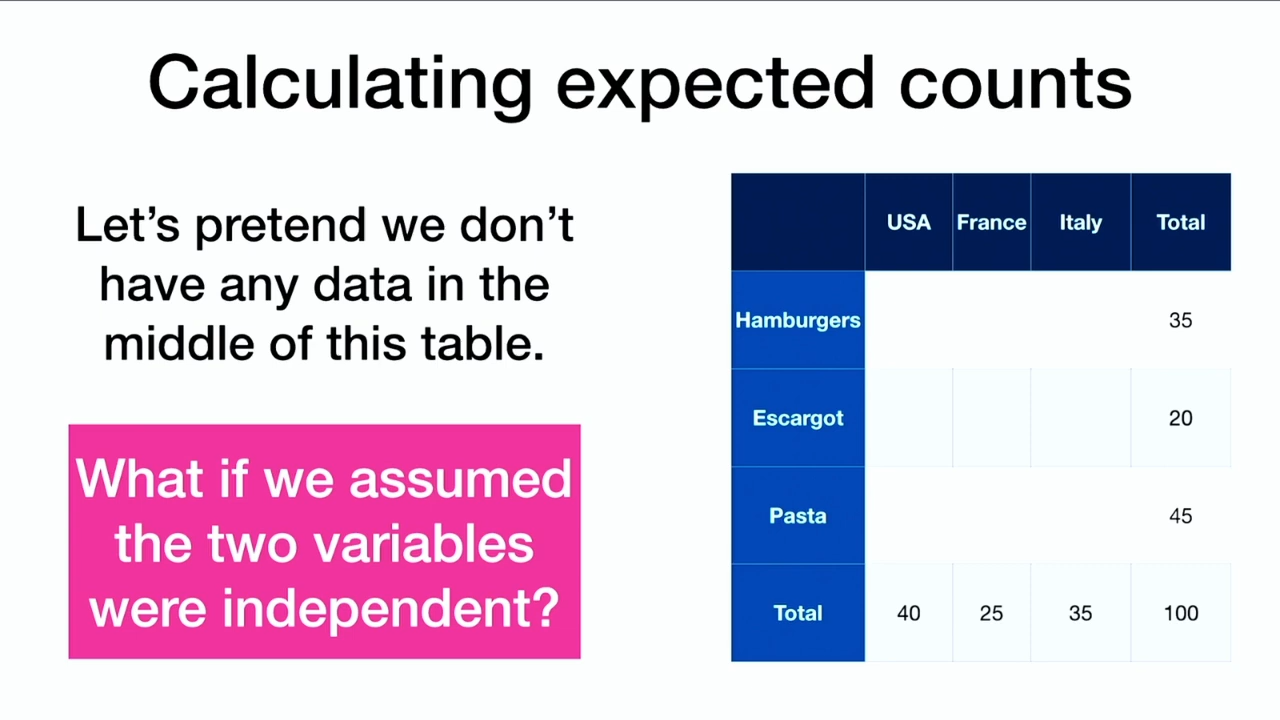 Calculating expected counts
Let’s pretend we don’t
have any data in the
middle of this table.
What if we assumed
the two variables
were independent?
USA France Italy Total
Hamburgers 35
Escargot 20
Pasta 45
Total 40 25 35 100